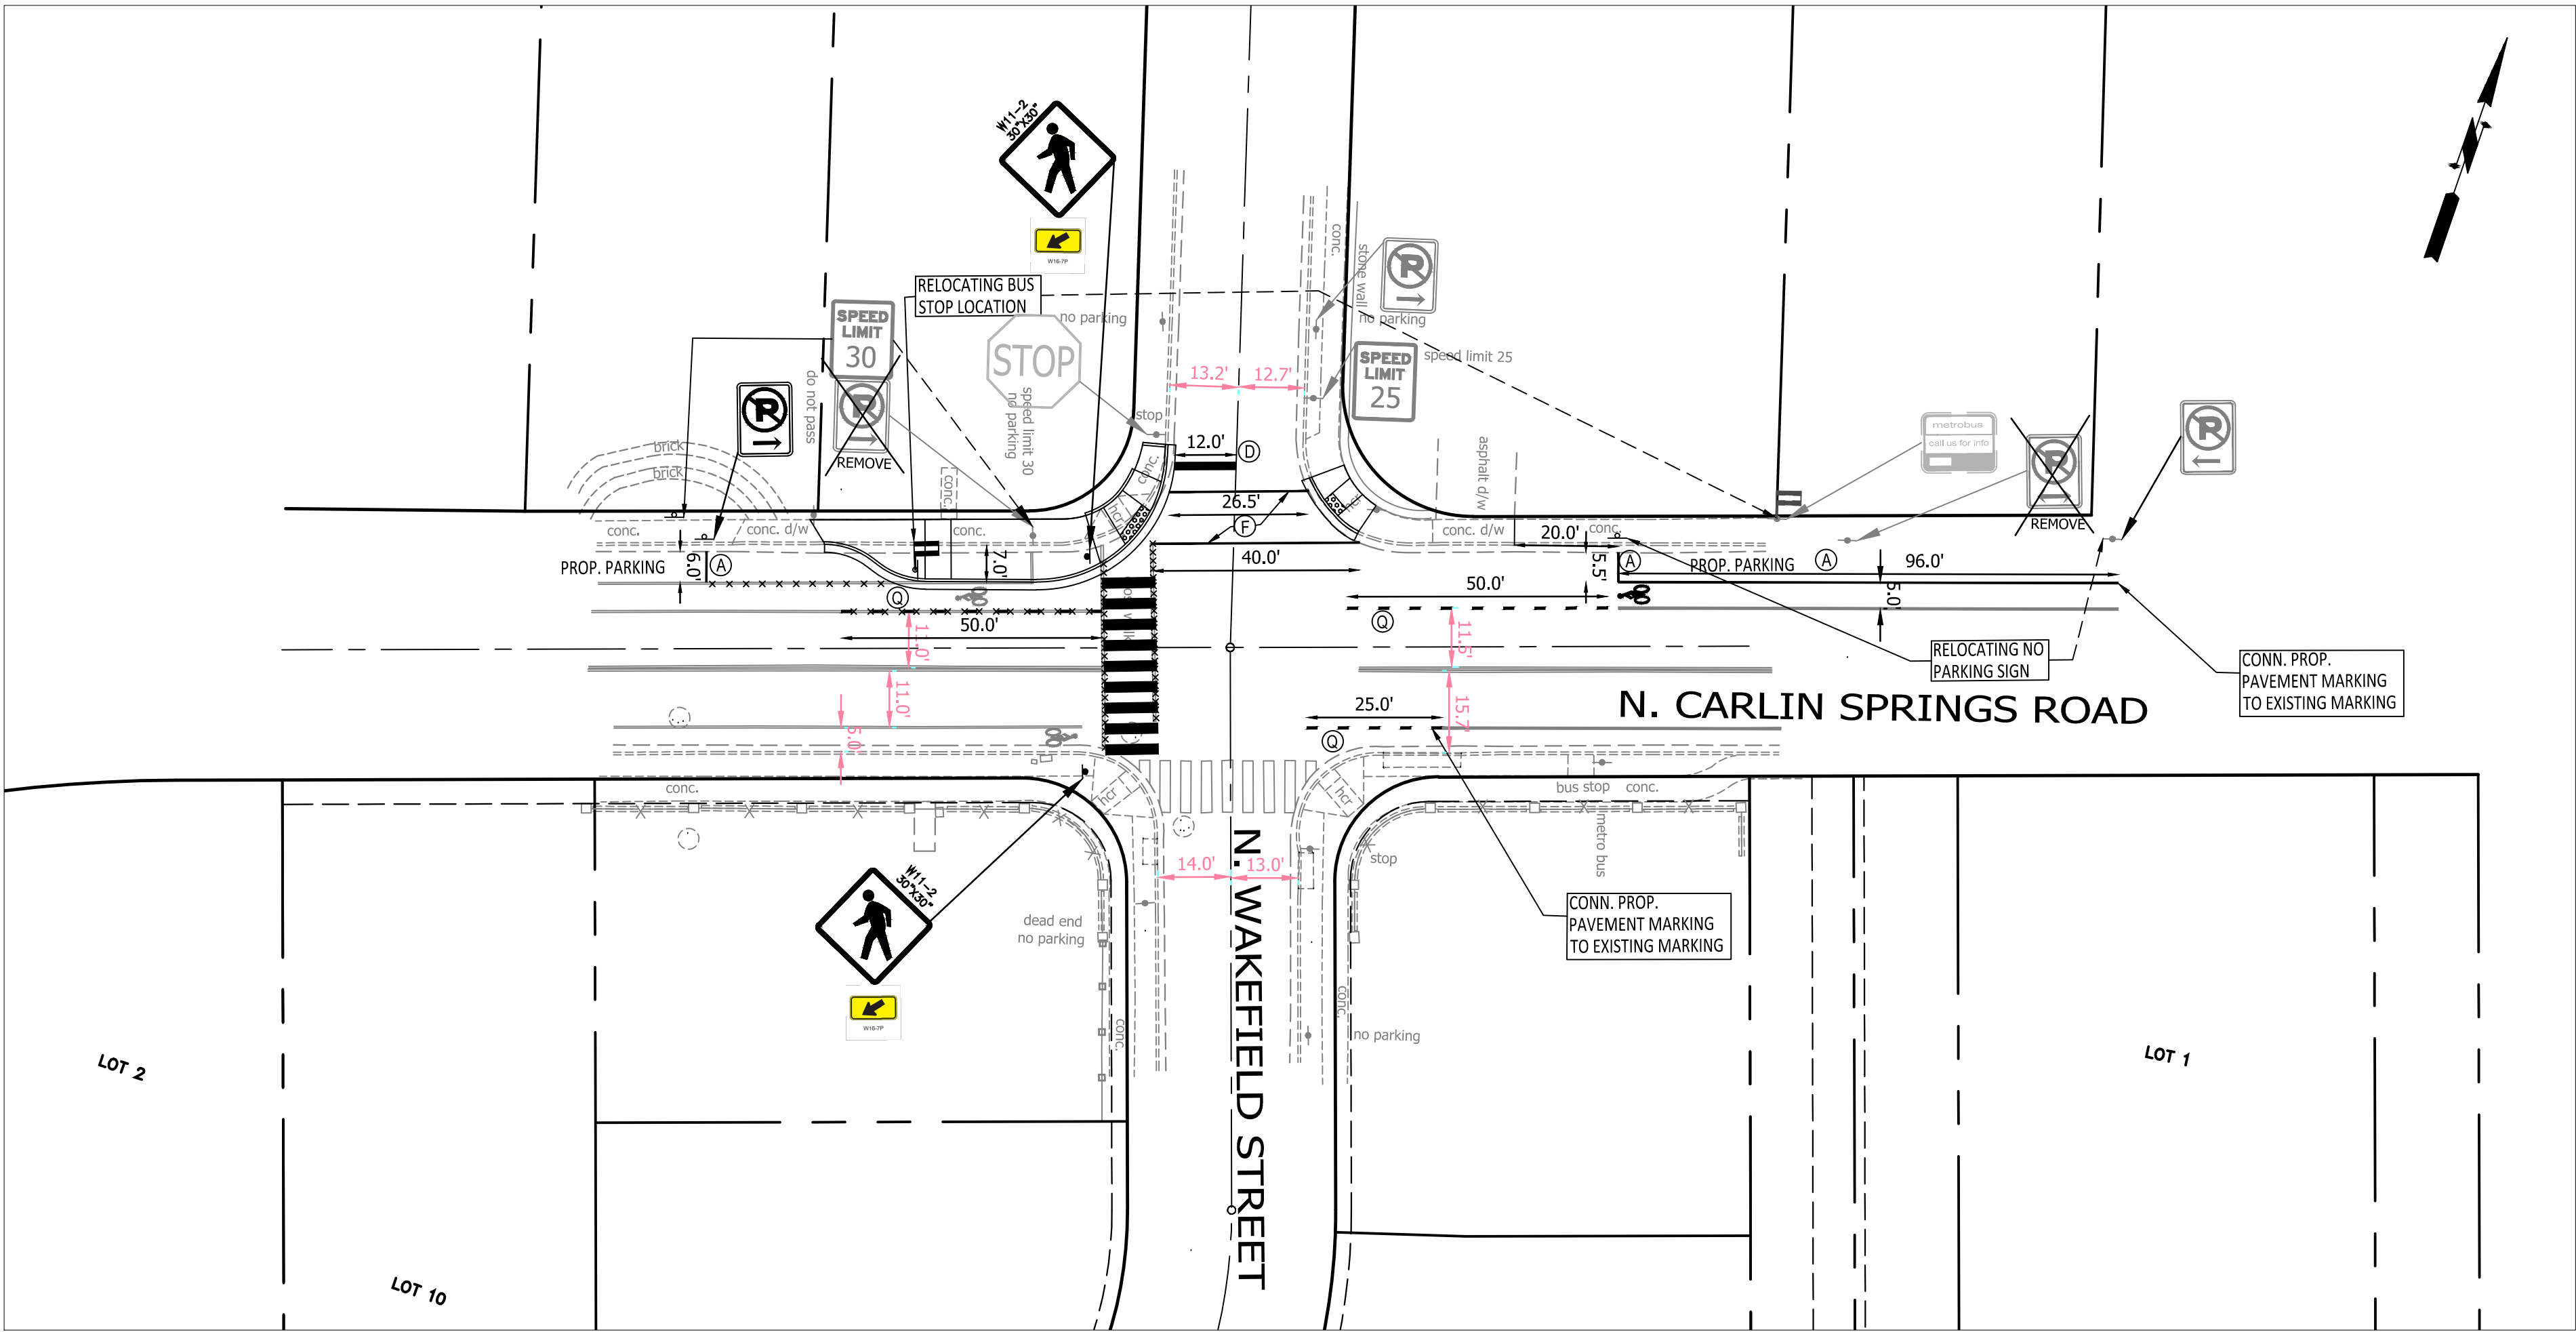 W11-2
30"X30"
W16-7P
RELOCATING BUS
STOP LOCATION
no parking
SPEED
LIMIT
30
STOP
do not pass
speed limit 30
no parking
stop
REMOVE
conc.
stone wall
no parking
SPEED
LIMIT
25
speed limit 25
13.2'
12.7'
12.0'
D
26.5'
F
40.0'
brick
brick
conc.
conc. d/w
conc.
conc.
conc.
hcr
hcr
7.0'
PROP. PARKING
6.0'
A
Q
50.0'
11.0'
11.0'
5.0'
asphalt d/w
conc. d/w
20.0'
conc.
5.5'
A
PROP. PARKING
A
96.0'
5.0'
50.0'
Q
11.5'
metrobus
call us for info
REMOVE
RELOCATING NO
PARKING SIGN
CONN. PROP.
PAVEMENT MARKING
TO EXISTING MARKING
N. CARLIN SPRINGS ROAD
25.0'
15.7'
Q
conc.
hcr
hcr
bus stop
conc.
metro bus
stop
14.0'
13.0'
N. WAKEFIELD STREET
W11-2
30"X30"
W16-7P
dead end
no parking
conc.
conc.
no parking
CONN. PROP.
PAVEMENT MARKING
TO EXISTING MARKING
LOT 2
LOT 10
LOT 1